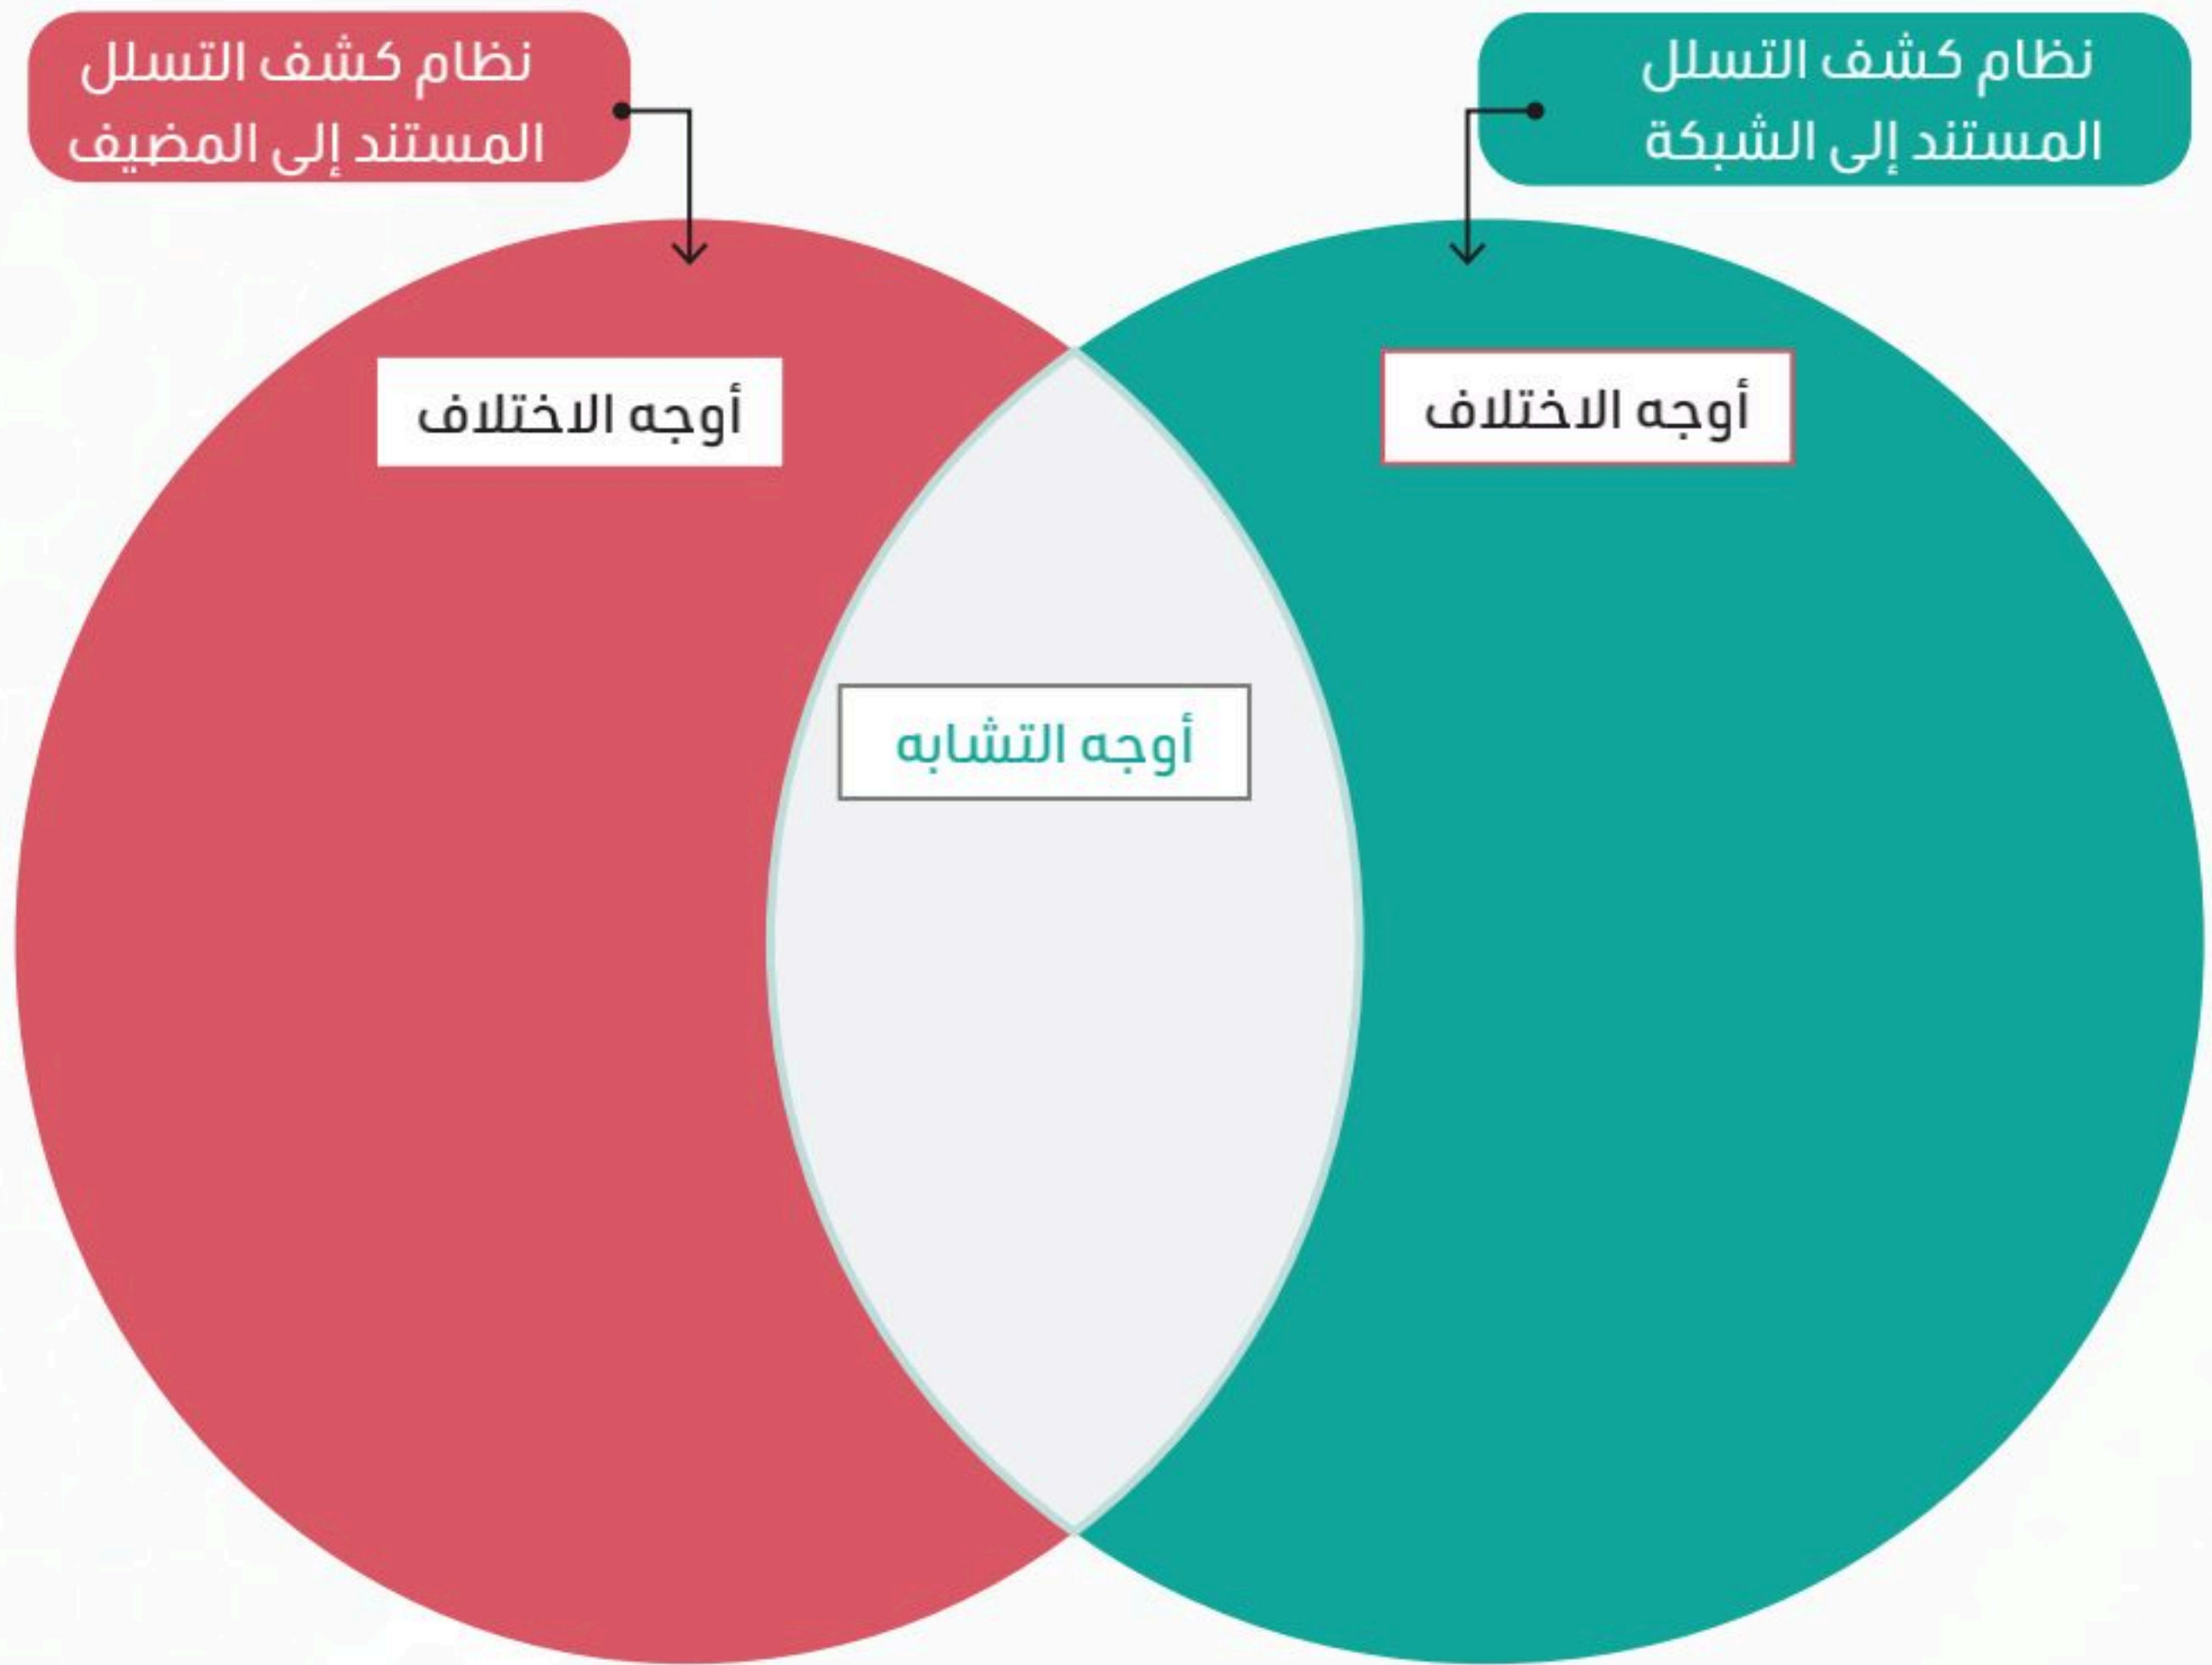 نظام كشف التسلل
المستند إلى الشبكة
نظام كشف التسلل
المستند إلى المضيف
أوجه الاختلاف
أوجه الاختلاف
أوجه التشابه